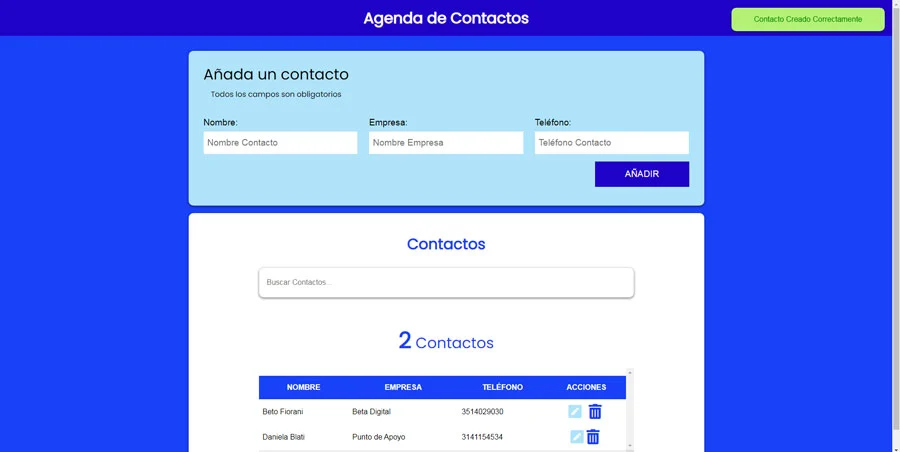 Agenda de Contactos
Contacto Creado Correctamente
Añada un contacto
Todos los campos son obligatorios
Nombre: Empresa: Teléfono:
Nombre Contacto Nombre Empresa Teléfono Contacto
AÑADIR
Contactos
Buscar Contactos...
2 Contactos
NOMBRE EMPRESA TELÉFONO ACCIONES
Beto Fiorani Beta Digital 3514029030
Daniela Blati Punto de Apoyo 3141154534